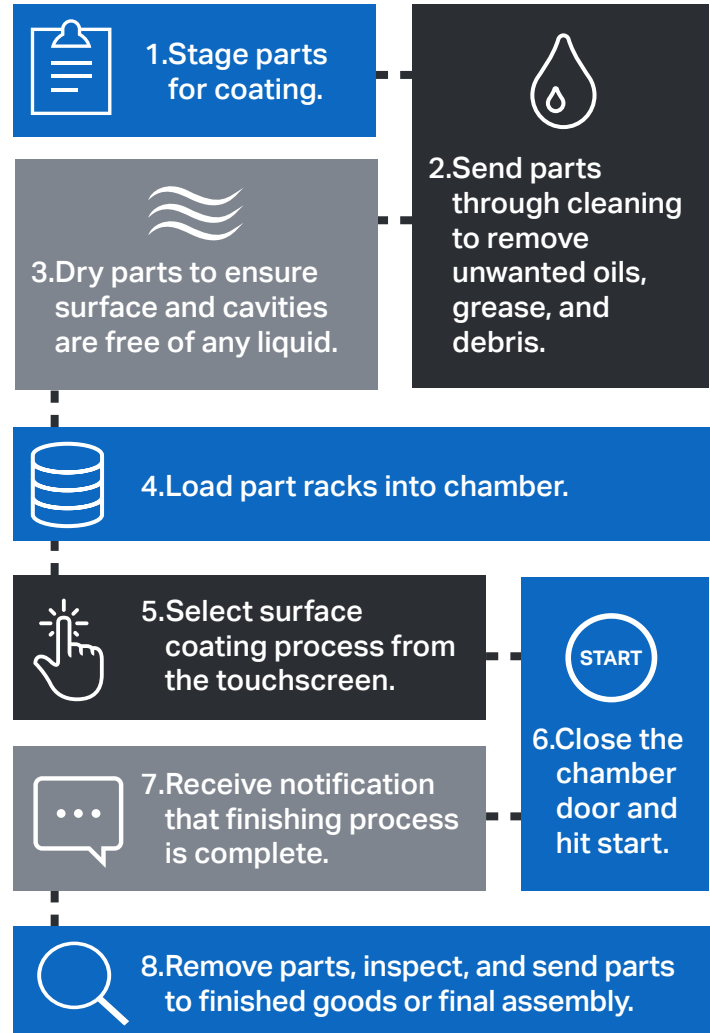 1.Stage parts
for coating.
2.Send parts
through cleaning
to remove
unwanted oils,
grease, and
debris.
3.Dry parts to ensure
surface and cavities
are free of any liquid.
4.Load part racks into chamber.
5.Select surface
coating process from
the touchscreen.
START
6.Close the
chamber
door and
hit start.
7.Receive notification
that finishing process
is complete.
8.Remove parts, inspect, and send parts
to finished goods or final assembly.